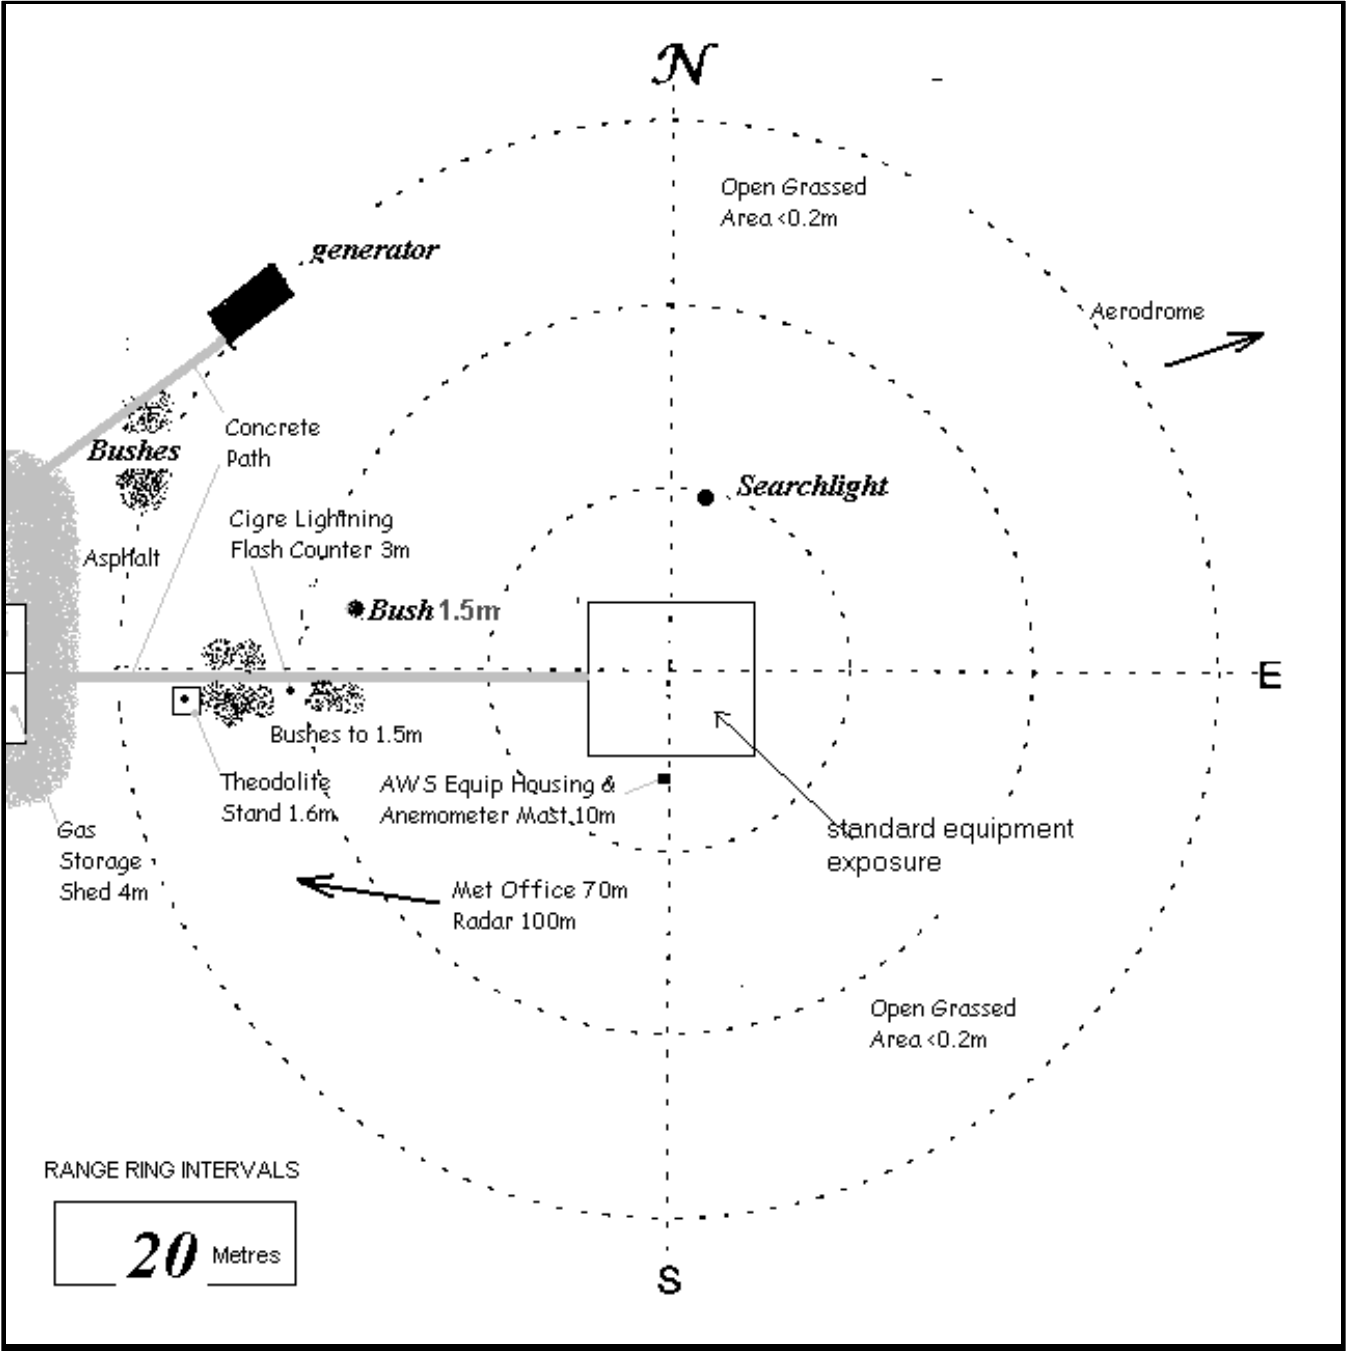 N
Open Grassed
Area <0.2m
generator
Aerodrome
Concrete
Path
Bushes
Searchlight
Cigre Lightning
Flash Counter 3m
Asphalt
Bush 1.5m
E
Bushes to 1.5m
Theodolite
Stand 1.6m
AWS Equip Housing &
Anemometer Mast 10m
Gas
Storage
Shed 4m
standard equipment
exposure
Met Office 70m
Radar 100m
Open Grassed
Area <0.2m
RANGE RING INTERVALS
20 Metres
S